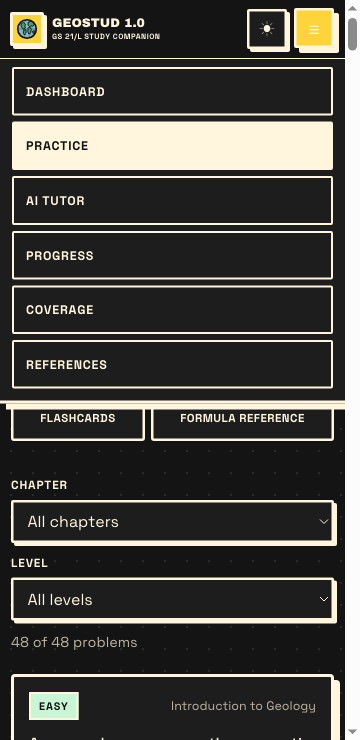 GEOSTUD 1.0
GS 21/L STUDY COMPANION
DASHBOARD
PRACTICE
AI TUTOR
PROGRESS
COVERAGE
REFERENCES
FLASHCARDS
FORMULA REFERENCE
CHAPTER
All chapters
LEVEL
All levels
48 of 48 problems
EASY
Introduction to Geology